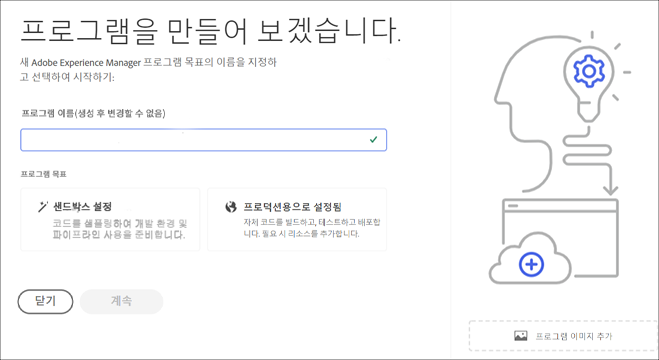 프로그램을 만들어 보겠습니다.
새 Adobe Experience Manager 프로그램 목표의 이름을 지정하
고 선택하여 시작하기:
프로그램 이름(생성 후 변경할 수 없음)
프로그램 목표
샌드박스 설정
코드를 샘플링하여 개발 환경 및
파이프라인 사용을 준비합니다.
프로덕션용으로 설정됨
자체 코드를 빌드하고, 테스트하고 배포합
니다. 필요 시 리소스를 추가합니다.
닫기
계속
프로그램 이미지 추가